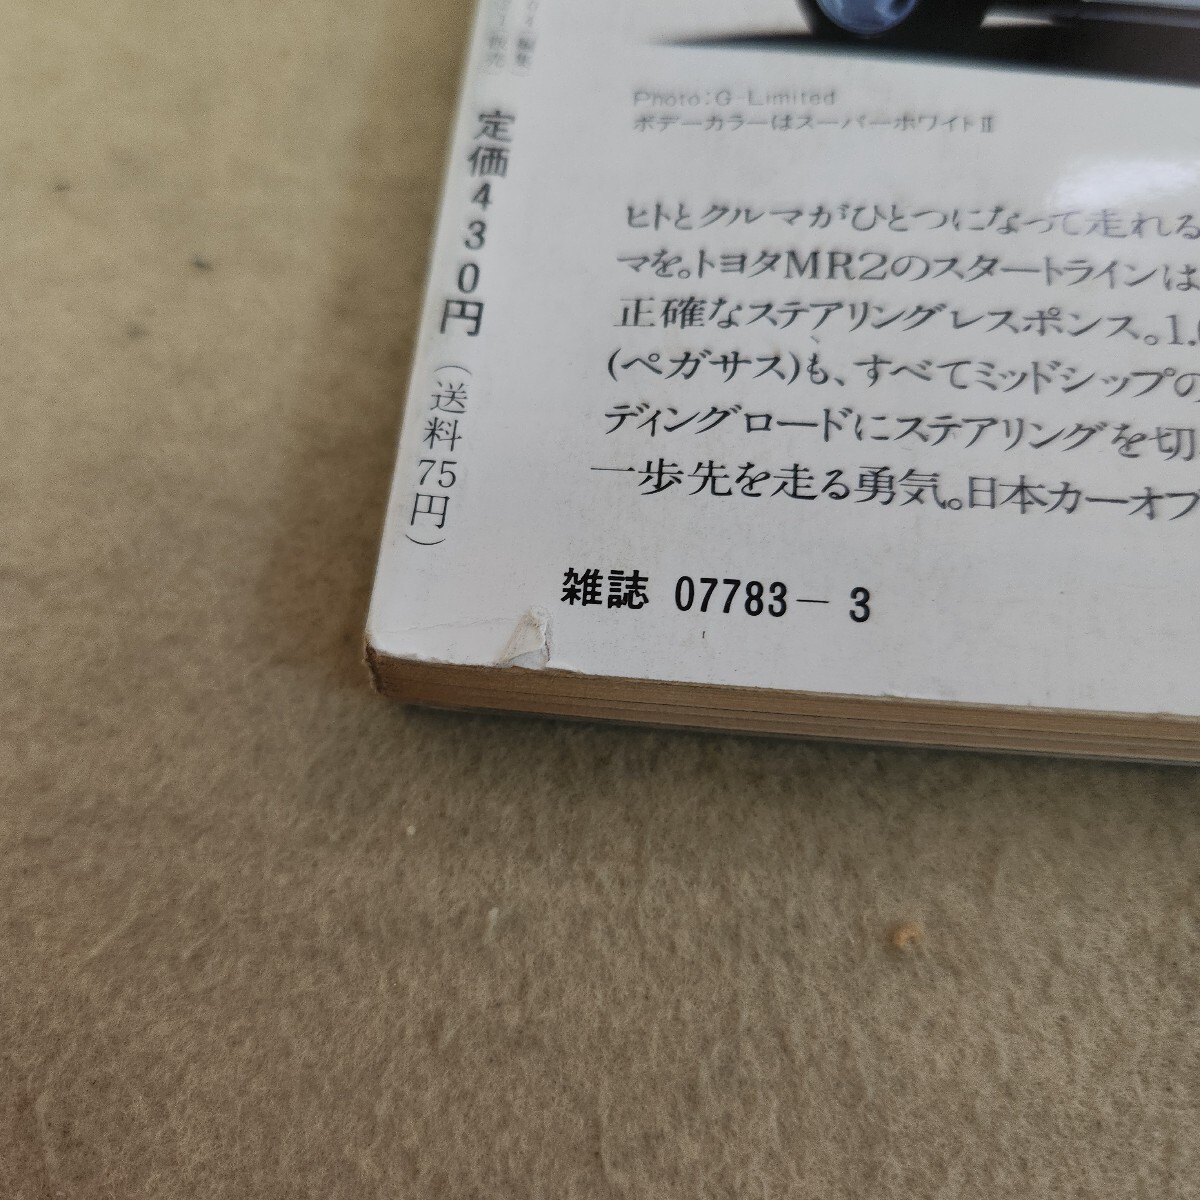 Photo:G-Limited
ボデーカラーはスーパーホワイトⅡ
ヒトとクルマがひとつになって走れる
マを。トヨタMR2のスタートラインは
正確なステアリングレスポンス。1.
(ペガサス)も、すべてミッドシップの
ディングロードにステアリングを切
一歩先を走る勇気。日本カーオブ
雑誌 07783-3
定価430円
(送料75円)